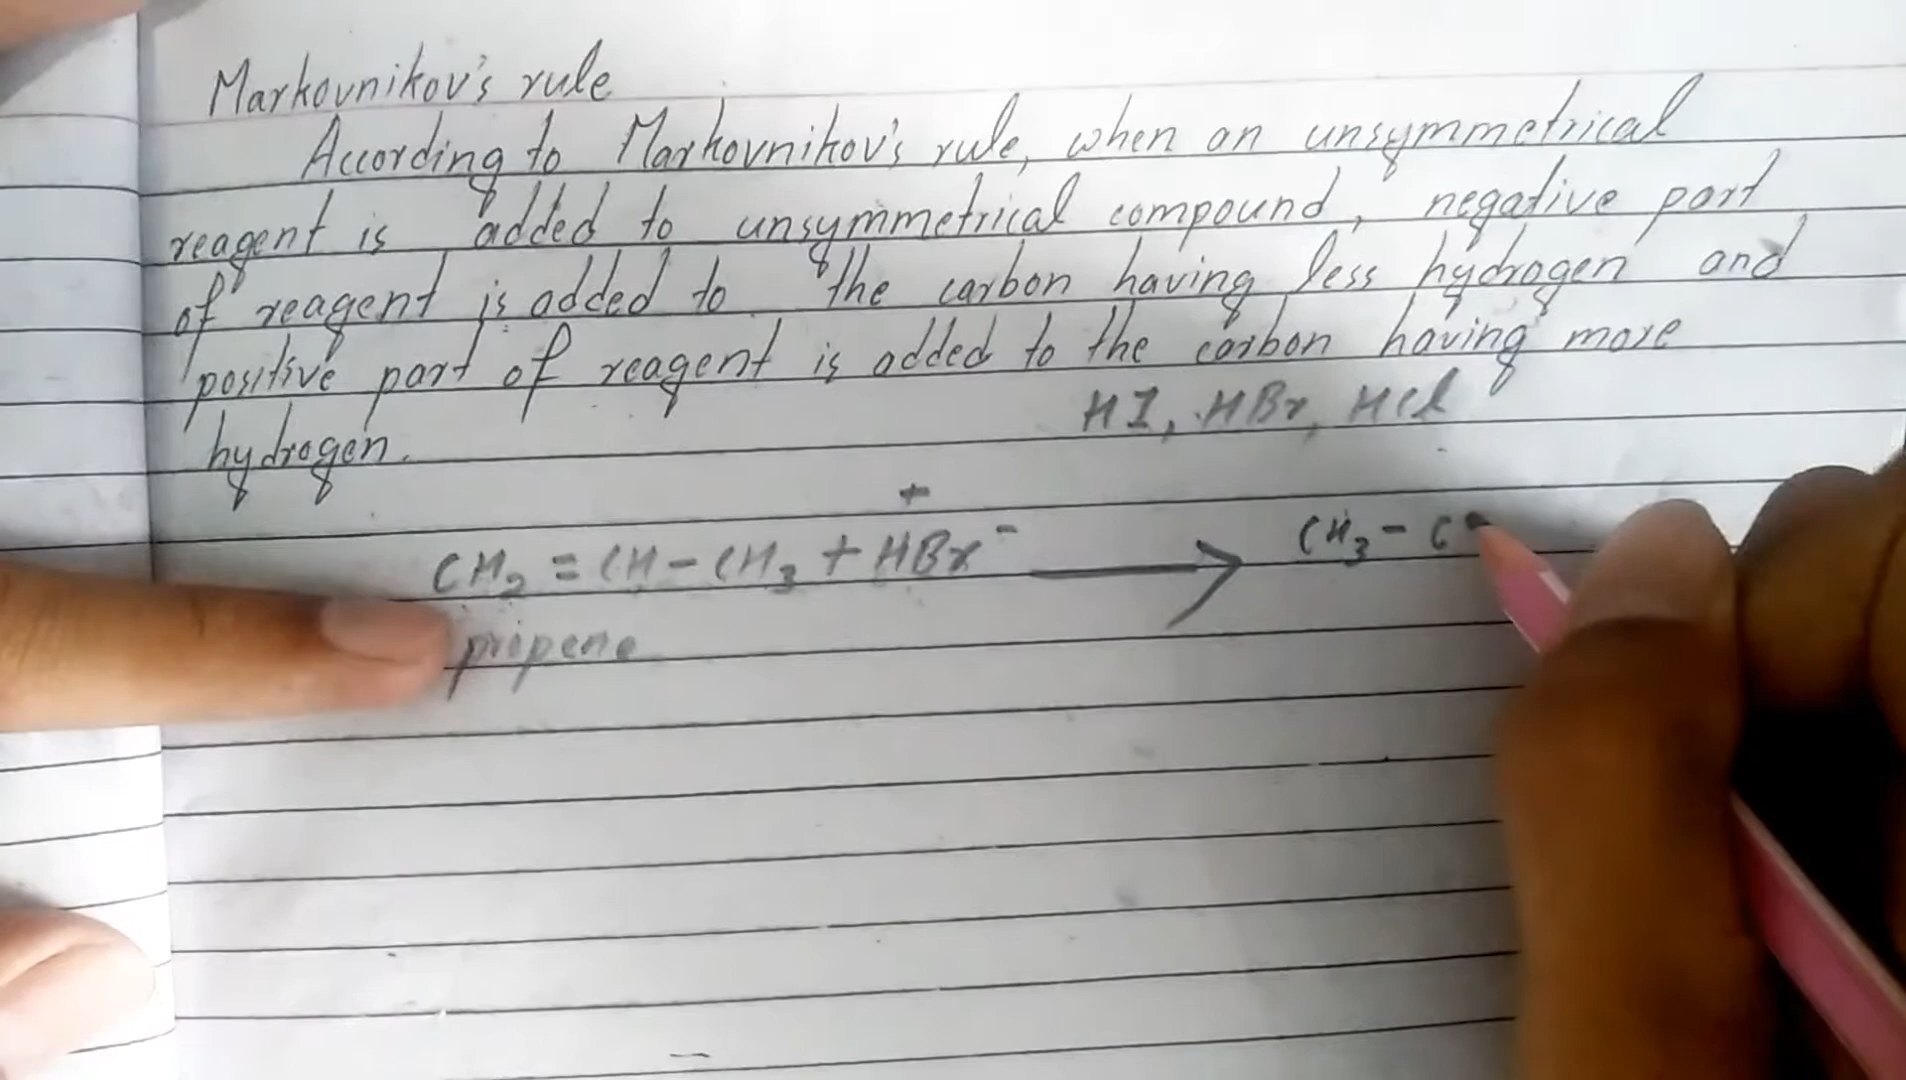 Markovnikov's rule
According to Markovnikov's rule, when an unsymmetrical
reagent is added to unsymmetrical compound, negative part
of reagent is added to the carbon having less hydrogen and
positive part of reagent is added to the carbon having more
hydrogen.
HI, HBr, HCl
+
CH₂ = CH - CH₃ + HBr⁻ → CH₃ - C
propene